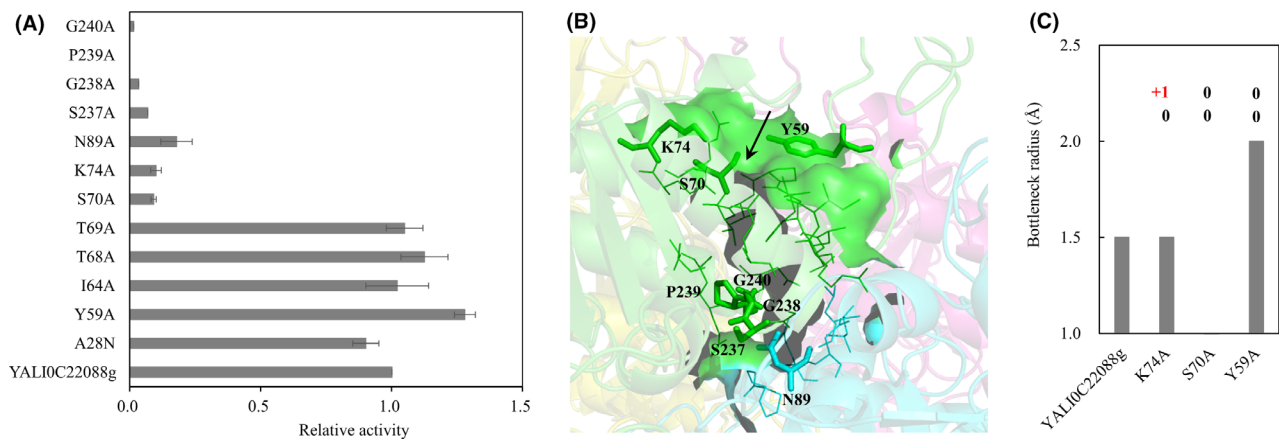 (A)
G240A
P239A
G238A
S237A
N89A
K74A
S70A
T69A
T68A
I64A
Y59A
A28N
YALI0C22088g
0.0 0.5 1.0 1.5
Relative activity
(B)
K74
S70
Y59
P239
G240
G238
S237
N89
(C)
Bottleneck radius (Å)
2.5
2.0
1.5
1.0
+1 0 0
0 0 0
YALI0C22088g
K74A
S70A
Y59A